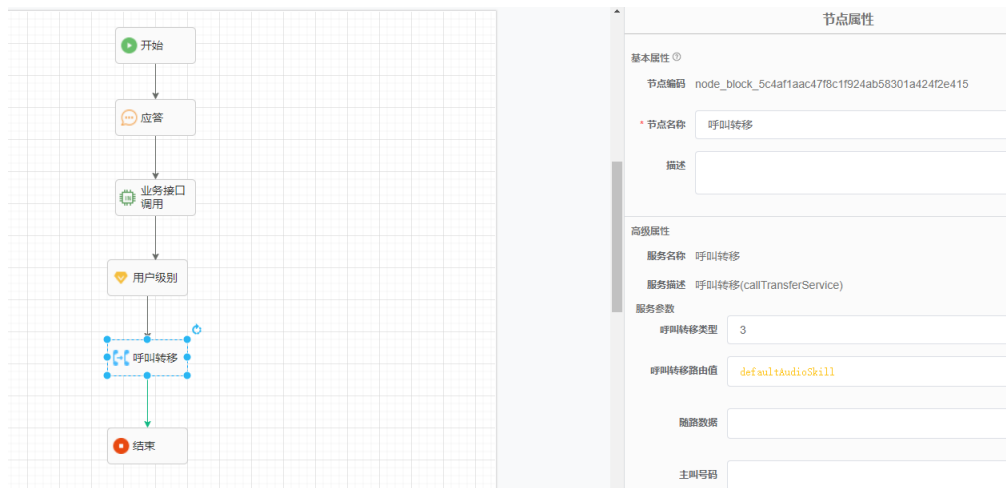 开始
应答
业务接口
调用
用户级别
呼叫转移
结束
节点属性
基本属性
节点编码 node_block_5c4af1aac47f8c1f924ab58301a424f2e415
* 节点名称 呼叫转移
描述
高级属性
服务名称 呼叫转移
服务描述 呼叫转移(callTransferService)
服务参数
呼叫转移类型 3
呼叫转移路由值 defaultAudioSkill
随路数据
主叫号码